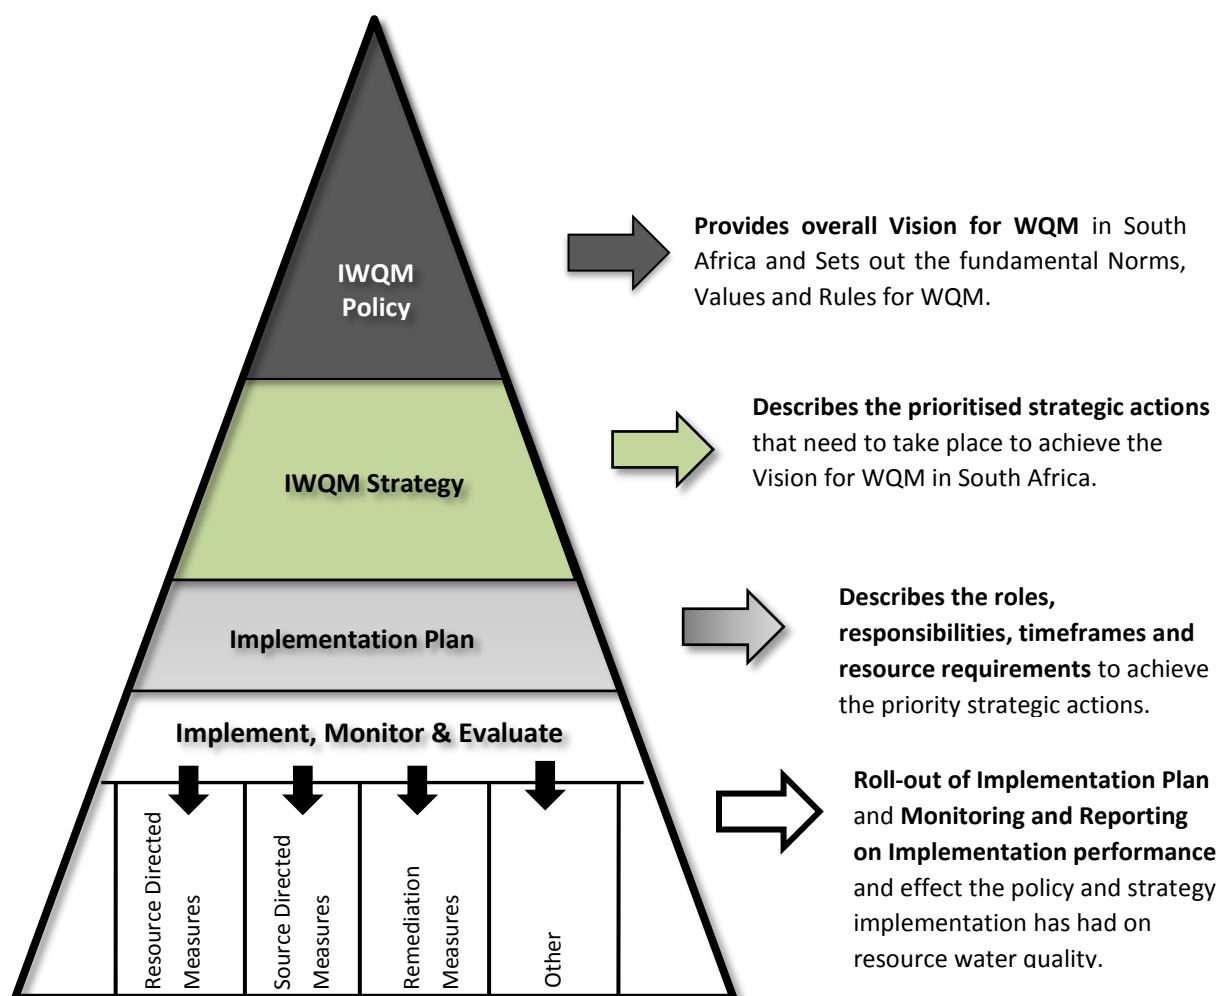 IWQM
Policy
Provides overall Vision for WQM in South
Africa and Sets out the fundamental Norms,
Values and Rules for WQM.
IWQM Strategy
Describes the prioritised strategic actions
that need to take place to achieve the
Vision for WQM in South Africa.
Implementation Plan
Describes the roles,
responsibilities, timeframes and
resource requirements to achieve
the priority strategic actions.
Implement, Monitor & Evaluate
Resource Directed
Measures
Source Directed
Measures
Remediation
Measures
Other
Roll-out of Implementation Plan
and Monitoring and Reporting
on Implementation performance
and effect the policy and strategy
implementation has had on
resource water quality.